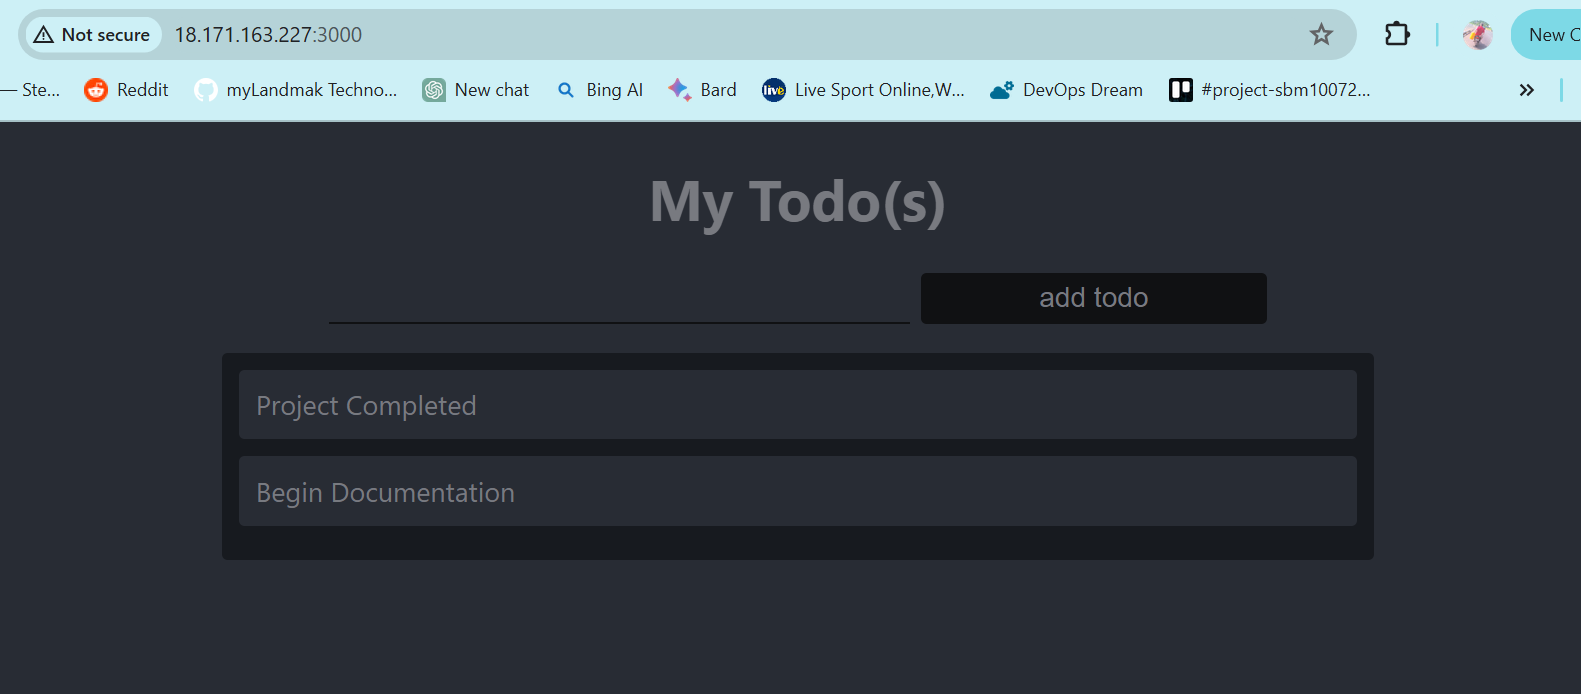 Not secure 18.171.163.227:3000 New C
— Ste... Reddit myLandmak Techno... New chat Bing AI Bard live Live Sport Online,W... DevOps Dream #project-sbm10072... »
My Todo(s)
add todo
Project Completed
Begin Documentation